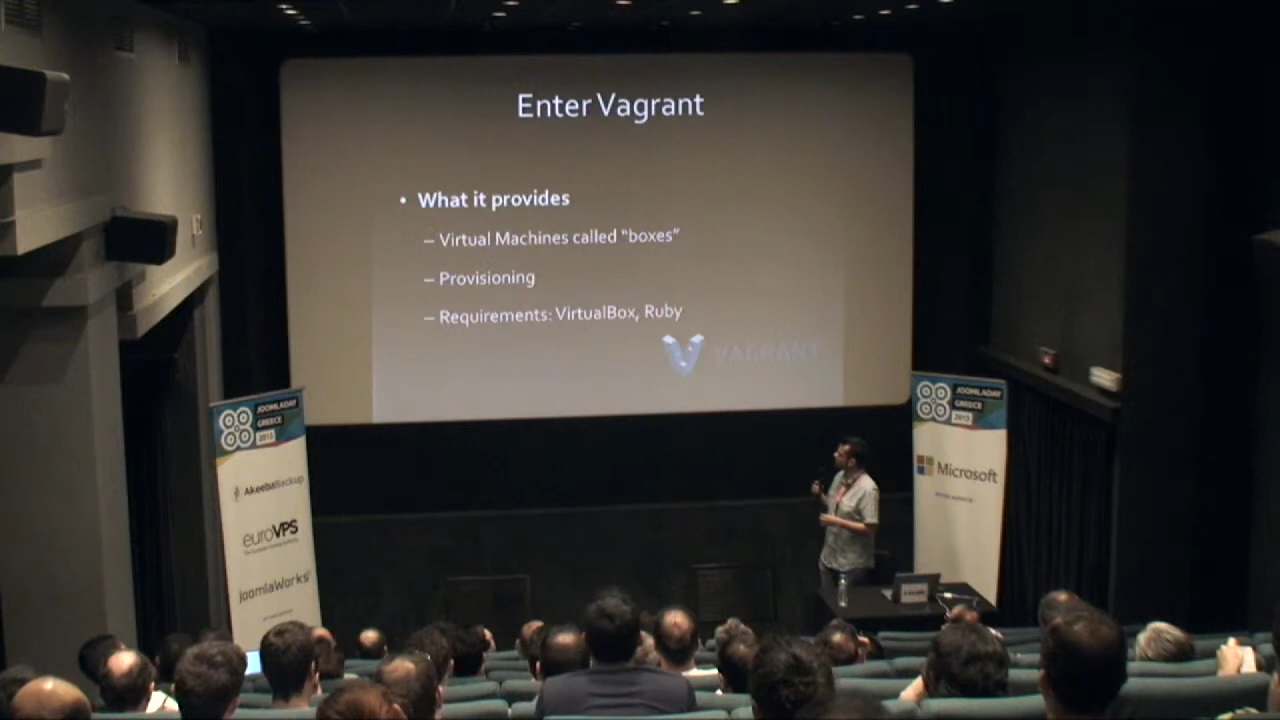 Enter Vagrant
• What it provides
– Virtual Machines called “boxes”
– Provisioning
– Requirements: VirtualBox, Ruby
VAGRANT
JOOMLADAY
GREECE
2013
AkeebaBackup
euroVPS
joomlaWorks
JOOMLADAY
GREECE
2013
Microsoft